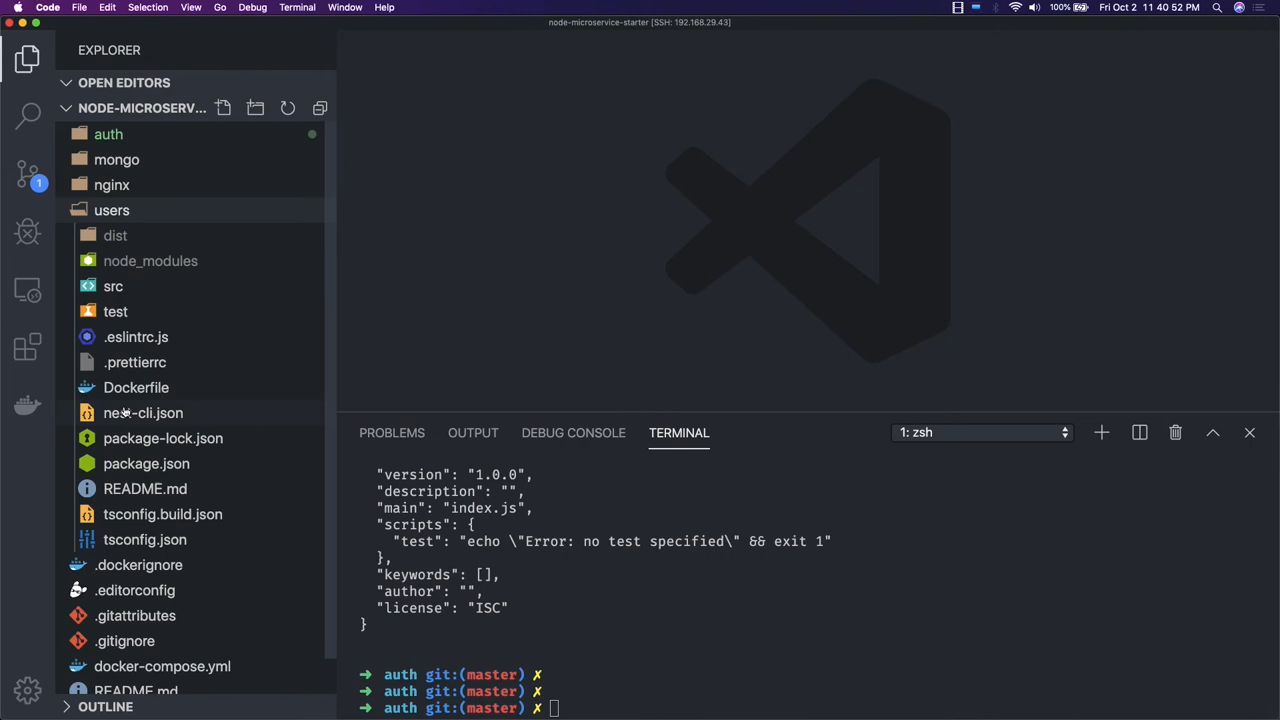 Code File Edit Selection View Go Debug Terminal Window Help 100% Fri Oct 2 11 40 52 PM
node-microservice-starter [SSH: 192.168.29.43]
EXPLORER
OPEN EDITORS
NODE-MICROSERV...
auth
mongo
nginx
users
dist
node_modules
src
test
.eslintrc.js
.prettierrc
Dockerfile
nest-cli.json
package-lock.json
package.json
README.md
tsconfig.build.json
tsconfig.json
.dockerignore
.editorconfig
.gitattributes
.gitignore
docker-compose.yml
README.md
OUTLINE
1
PROBLEMS OUTPUT DEBUG CONSOLE TERMINAL 1: zsh
"version": "1.0.0",
"description": "",
"main": "index.js",
"scripts": {
"test": "echo \"Error: no test specified\" && exit 1"
},
"keywords": [],
"author": "",
"license": "ISC"
}
➜ auth git:(master) ✗
➜ auth git:(master) ✗
➜ auth git:(master) ✗